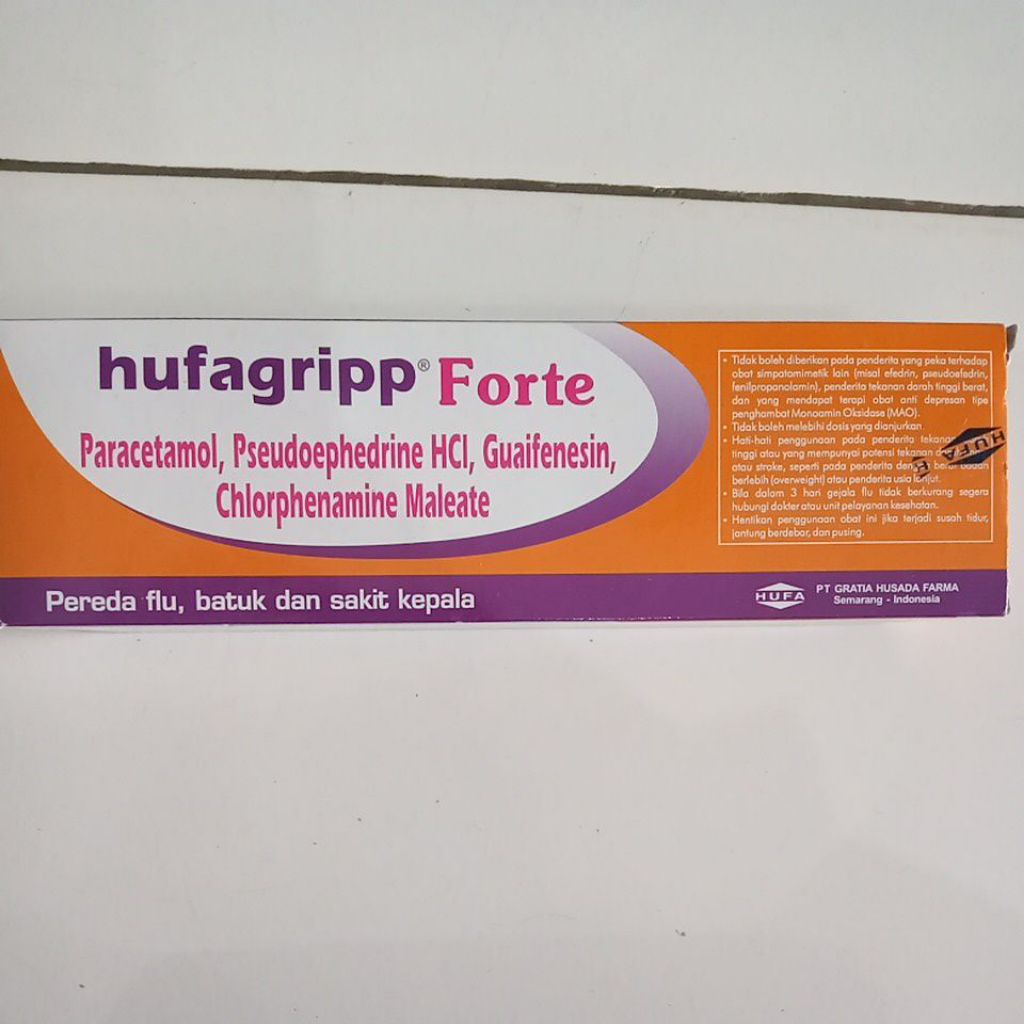 hufagripp® Forte
Paracetamol, Pseudoephedrine HCl, Guaifenesin,
Chlorphenamine Maleate
Pereda flu, batuk dan sakit kepala
• Tidak boleh diberikan pada penderita yang peka terhadap
obat simpatomimetik lain (misal efedrin, pseudoefedrin,
fenilpropanolamin), penderita tekanan darah tinggi berat,
dan yang mendapat terapi obat anti depresan tipe
penghambat Monoamin Oksidase (MAO).
• Tidak boleh melebihi dosis yang dianjurkan
• Hati-hati penggunaan pada penderita tekanan
tinggi atau yang mempunyai potensi tekanan
atau stroke, seperti pada penderita badan
berlebih (overweight) atau penderita usia lanjut.
• Bila dalam 3 hari gejala flu tidak berkurang segera
hubungi dokter atau unit pelayanan kesehatan.
• Hentikan penggunaan obat ini jika terjadi susah tidur,
jantung berdebar, dan pusing.
HUFA
HUFA
PT GRATIA HUSADA FARMA
Semarang - Indonesia